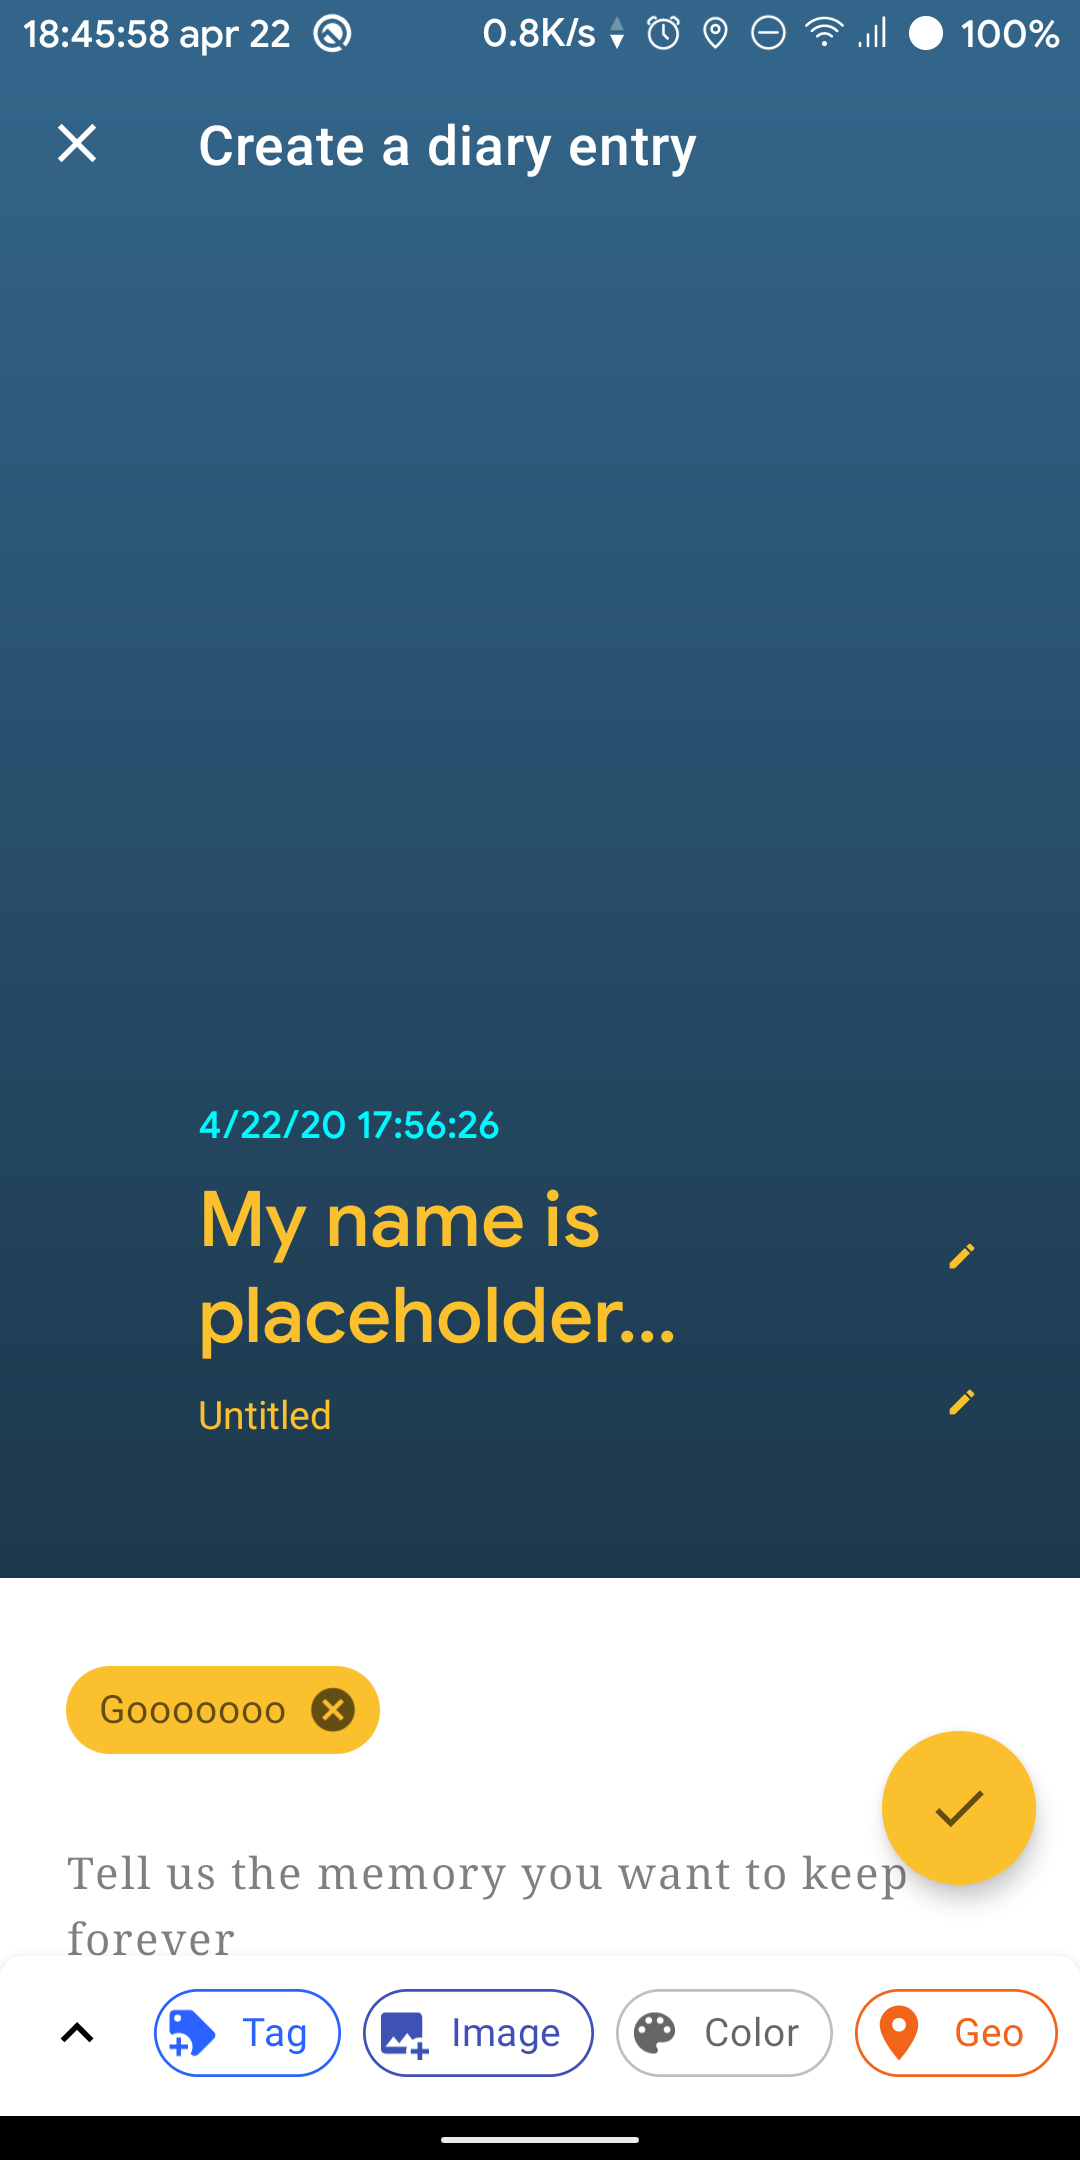 18:45:58 apr 22 0.8K/s 100%
Create a diary entry
4/22/20 17:56:26
My name is
placeholder...
Untitled
Gooooooo
Tell us the memory you want to keep
forever
Tag Image Color Geo